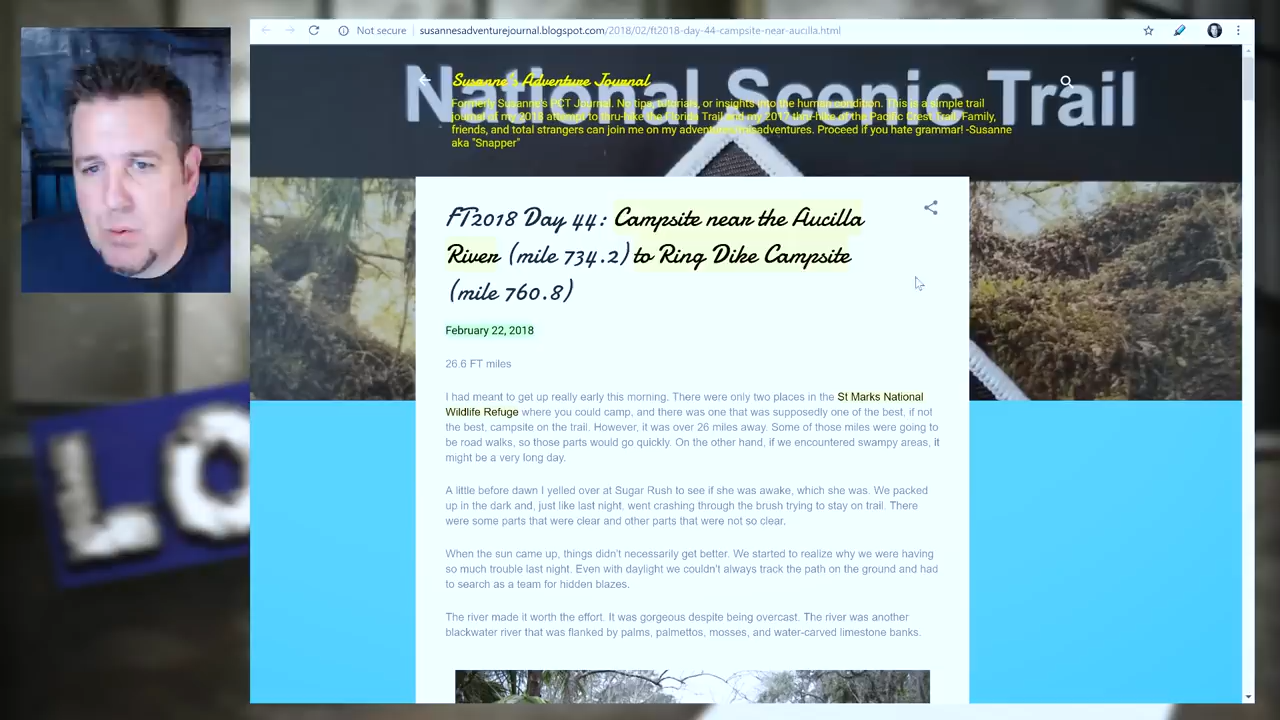 Not secure susannesadventurejournal.blogspot.com/2018/02/ft2018-day-44-campsite-near-aucilla.html
National Scenic Trail
Susanne's Adventure Journal
Formerly Susanne's PCT Journal. No tips, tutorials, or insights into the human condition. This is a simple trail
journal of my 2018 attempt to thru-hike the Florida Trail and my 2017 thru-hike of the Pacific Crest Trail. Family,
friends, and total strangers can join me on my adventures/misadventures. Proceed if you hate grammar! -Susanne
aka "Snapper"
FT2018 Day 44: Campsite near the Aucilla
River (mile 734.2) to Ring Dike Campsite
(mile 760.8)
February 22, 2018
26.6 FT miles
I had meant to get up really early this morning. There were only two places in the St Marks National
Wildlife Refuge where you could camp, and there was one that was supposedly one of the best, if not
the best, campsite on the trail. However, it was over 26 miles away. Some of those miles were going to
be road walks, so those parts would go quickly. On the other hand, if we encountered swampy areas, it
might be a very long day.
A little before dawn I yelled over at Sugar Rush to see if she was awake, which she was. We packed
up in the dark and, just like last night, went crashing through the brush trying to stay on trail. There
were some parts that were clear and other parts that were not so clear.
When the sun came up, things didn't necessarily get better. We started to realize why we were having
so much trouble last night. Even with daylight we couldn't always track the path on the ground and had
to search as a team for hidden blazes.
The river made it worth the effort. It was gorgeous despite being overcast. The river was another
blackwater river that was flanked by palms, palmettos, mosses, and water-carved limestone banks.
LO